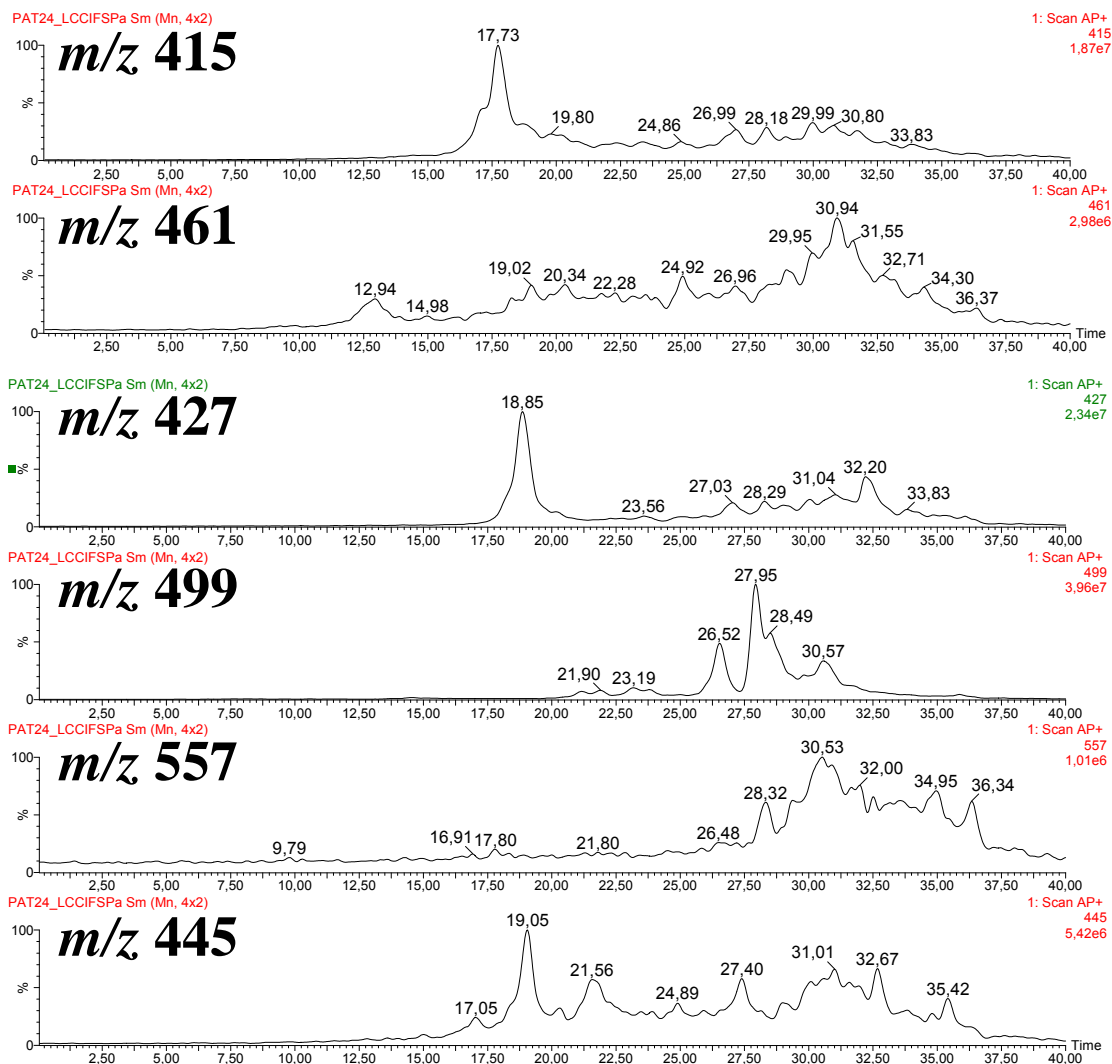 PAT24_LCCIFSPa Sm (Mn, 4x2)
1: Scan AP+
415
1,87e7
m/z 415
100
%
0
17,73
19,80
24,86
26,99
28,18
29,99
30,80
33,83
2,50 5,00 7,50 10,00 12,50 15,00 17,50 20,00 22,50 25,00 27,50 30,00 32,50 35,00 37,50 40,00
PAT24_LCCIFSPa Sm (Mn, 4x2)
1: Scan AP+
461
2,98e6
m/z 461
100
%
0
12,94
14,98
19,02
20,34
22,28
24,92
26,96
29,95
30,94
31,55
32,71
34,30
36,37
Time
2,50 5,00 7,50 10,00 12,50 15,00 17,50 20,00 22,50 25,00 27,50 30,00 32,50 35,00 37,50 40,00
PAT24_LCCIFSPa Sm (Mn, 4x2)
1: Scan AP+
427
2,34e7
m/z 427
100
%
0
18,85
23,56
27,03
28,29
31,04
32,20
33,83
2,50 5,00 7,50 10,00 12,50 15,00 17,50 20,00 22,50 25,00 27,50 30,00 32,50 35,00 37,50 40,00
PAT24_LCCIFSPa Sm (Mn, 4x2)
1: Scan AP+
499
3,96e7
m/z 499
100
%
0
21,90
23,19
26,52
27,95
28,49
30,57
2,50 5,00 7,50 10,00 12,50 15,00 17,50 20,00 22,50 25,00 27,50 30,00 32,50 35,00 37,50 40,00
PAT24_LCCIFSPa Sm (Mn, 4x2)
1: Scan AP+
557
1,01e6
m/z 557
100
%
0
9,79
16,91
17,80
21,80
26,48
28,32
30,53
32,00
34,95
36,34
2,50 5,00 7,50 10,00 12,50 15,00 17,50 20,00 22,50 25,00 27,50 30,00 32,50 35,00 37,50 40,00
PAT24_LCCIFSPa Sm (Mn, 4x2)
1: Scan AP+
445
5,42e6
m/z 445
100
%
0
17,05
19,05
21,56
24,89
27,40
31,01
32,67
35,42
Time
2,50 5,00 7,50 10,00 12,50 15,00 17,50 20,00 22,50 25,00 27,50 30,00 32,50 35,00 37,50 40,00